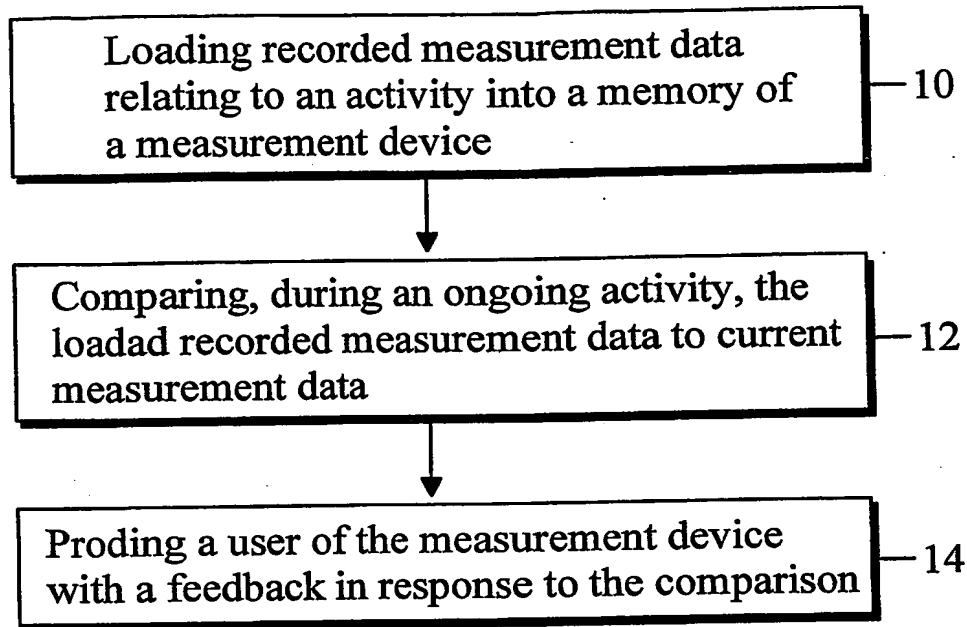 Loading recorded measurement data
relating to an activity into a memory of
a measurement device
10
Comparing, during an ongoing activity, the
loadad recorded measurement data to current
measurement data
12
Proding a user of the measurement device
with a feedback in response to the comparison
14